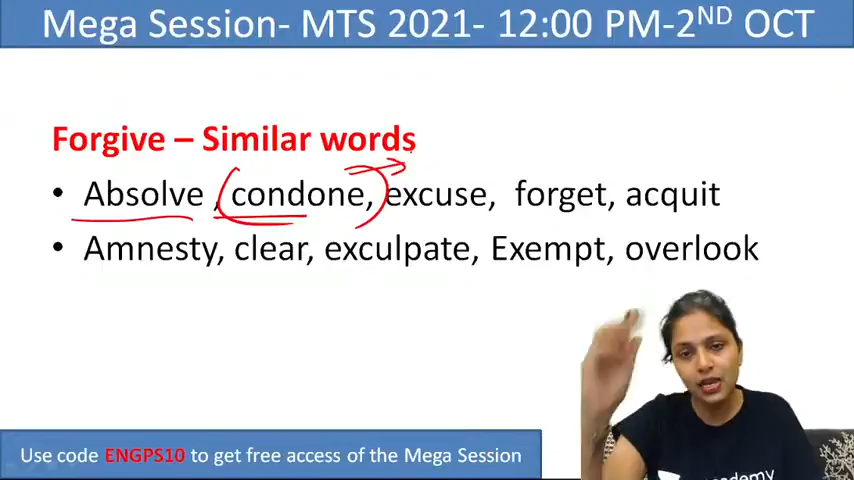 Mega Session- MTS 2021- 12:00 PM-2ND OCT
Forgive – Similar words
• Absolve , condone, excuse, forget, acquit
• Amnesty, clear, exculpate, Exempt, overlook
Use code ENGPS10 to get free access of the Mega Session